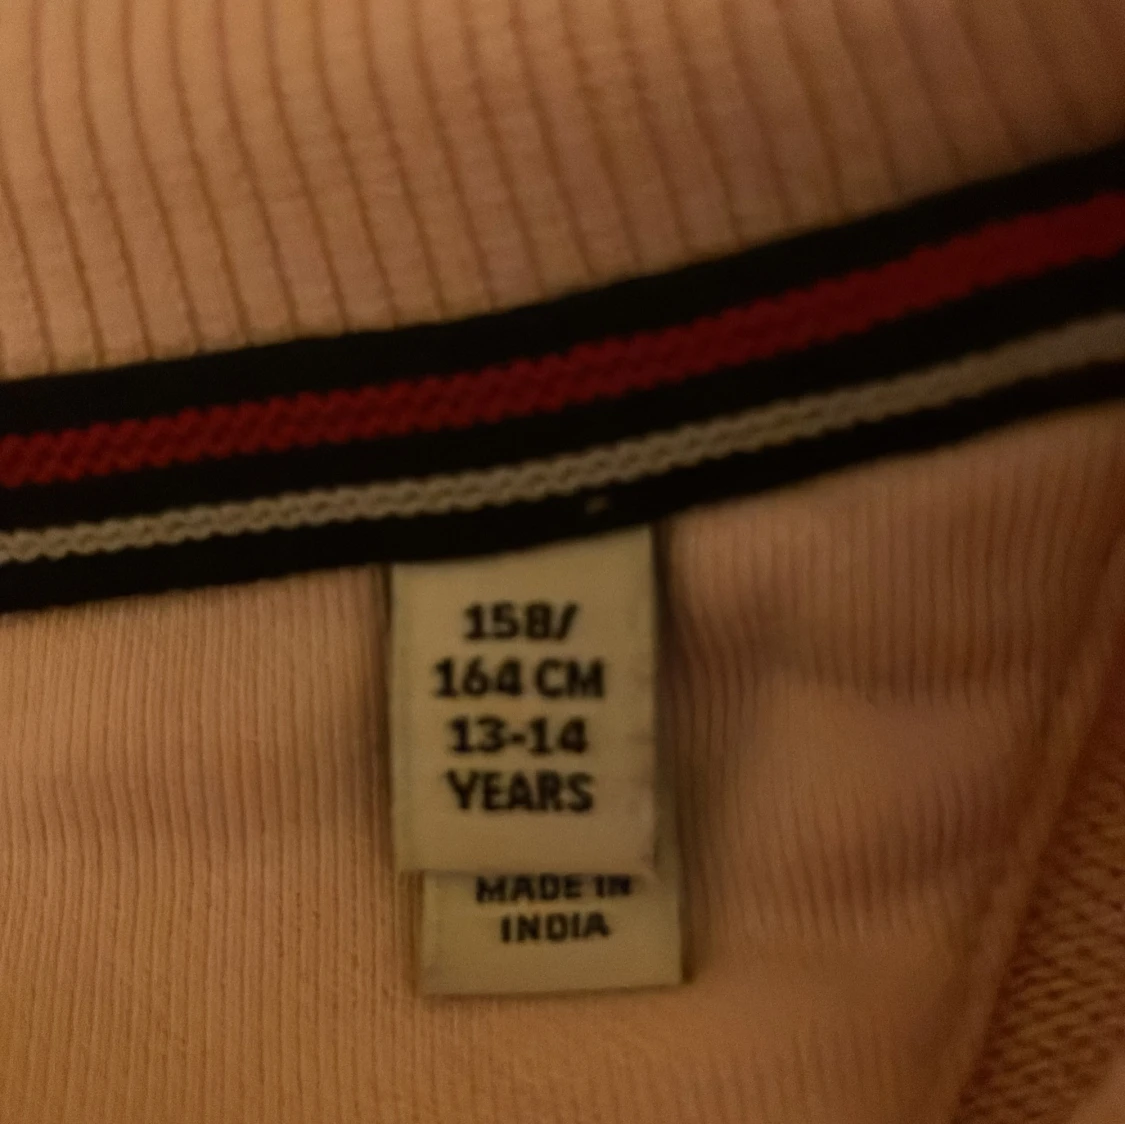 158/
164 CM
13-14
YEARS
MADE IN
INDIA